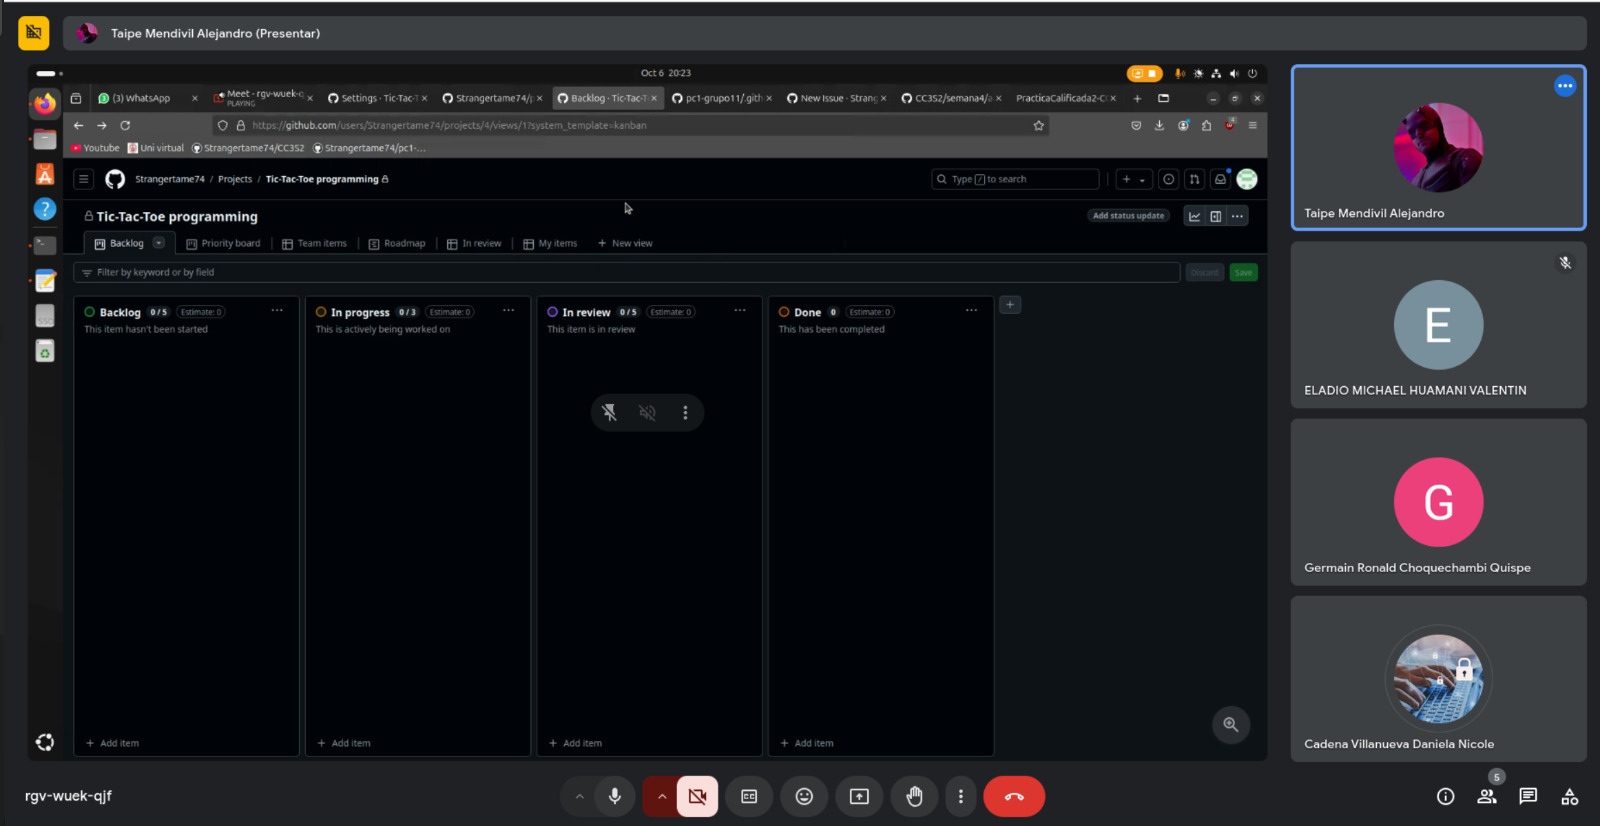 Taipe Mendivil Alejandro (Presentar)
Oct 6 20:23
(3) WhatsApp
Meet - rgv-wuek-q
PLAYING
Settings · Tic-Tac-T
Strangertame74/p
Backlog · Tic-Tac-T
pc1-grupo11/.gith
New Issue · Strang
CC3S2/semana4/a
PracticaCalificada2-C
https://github.com/users/Strangertame74/projects/4/views/1?system_template=kanban
4
Youtube
Uni virtual
Strangertame74/CC3S2
Strangertame74/pc1-...
Strangertame74 / Projects / Tic-Tac-Toe programming
Type / to search
Tic-Tac-Toe programming
Add status update
Backlog
Priority board
Team items
Roadmap
In review
My items
+ New view
Filter by keyword or by field
Discard
Save
Backlog 0 / 5 Estimate: 0
This item hasn't been started
In progress 0 / 3 Estimate: 0
This is actively being worked on
In review 0 / 5 Estimate: 0
This item is in review
Done 0 Estimate: 0
This has been completed
+ Add item
+ Add item
+ Add item
+ Add item
Taipe Mendivil Alejandro
E
ELADIO MICHAEL HUAMANI VALENTIN
G
Germain Ronald Choquechambi Quispe
Cadena Villanueva Daniela Nicole
rgv-wuek-qjf
CC
5